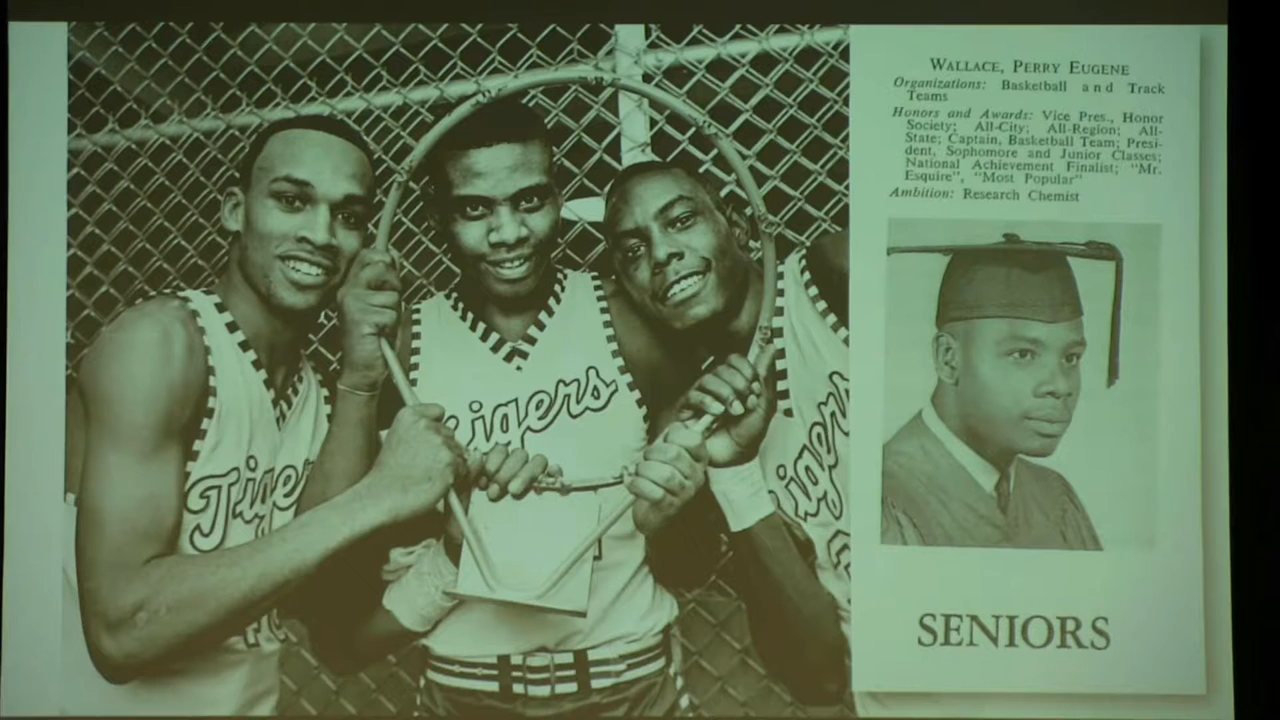 Tigers
Tigers
Tigers
WALLACE, PERRY EUGENE
Organizations: Basketball and Track
Teams
Honors and Awards: Vice Pres., Honor
Society; All-City; All-Region; All-
State; Captain, Basketball Team; Presi-
dent, Sophomore and Junior Classes;
National Achievement Finalist; "Mr.
Esquire", "Most Popular"
Ambition: Research Chemist
SENIORS